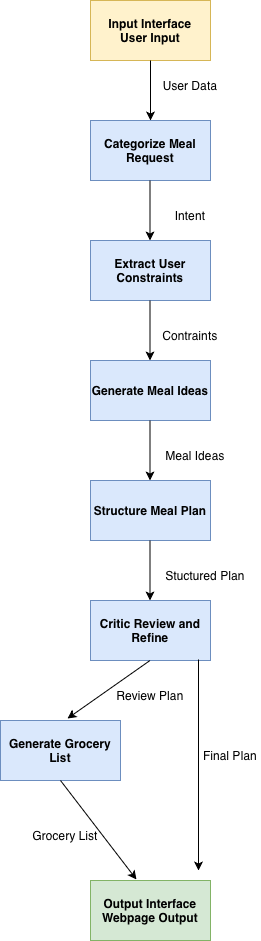 Input Interface
User Input
User Data
Categorize Meal
Request
Intent
Extract User
Constraints
Contraints
Generate Meal Ideas
Meal Ideas
Structure Meal Plan
Stuctured Plan
Critic Review and
Refine
Review Plan
Generate Grocery
List
Final Plan
Grocery List
Output Interface
Webpage Output